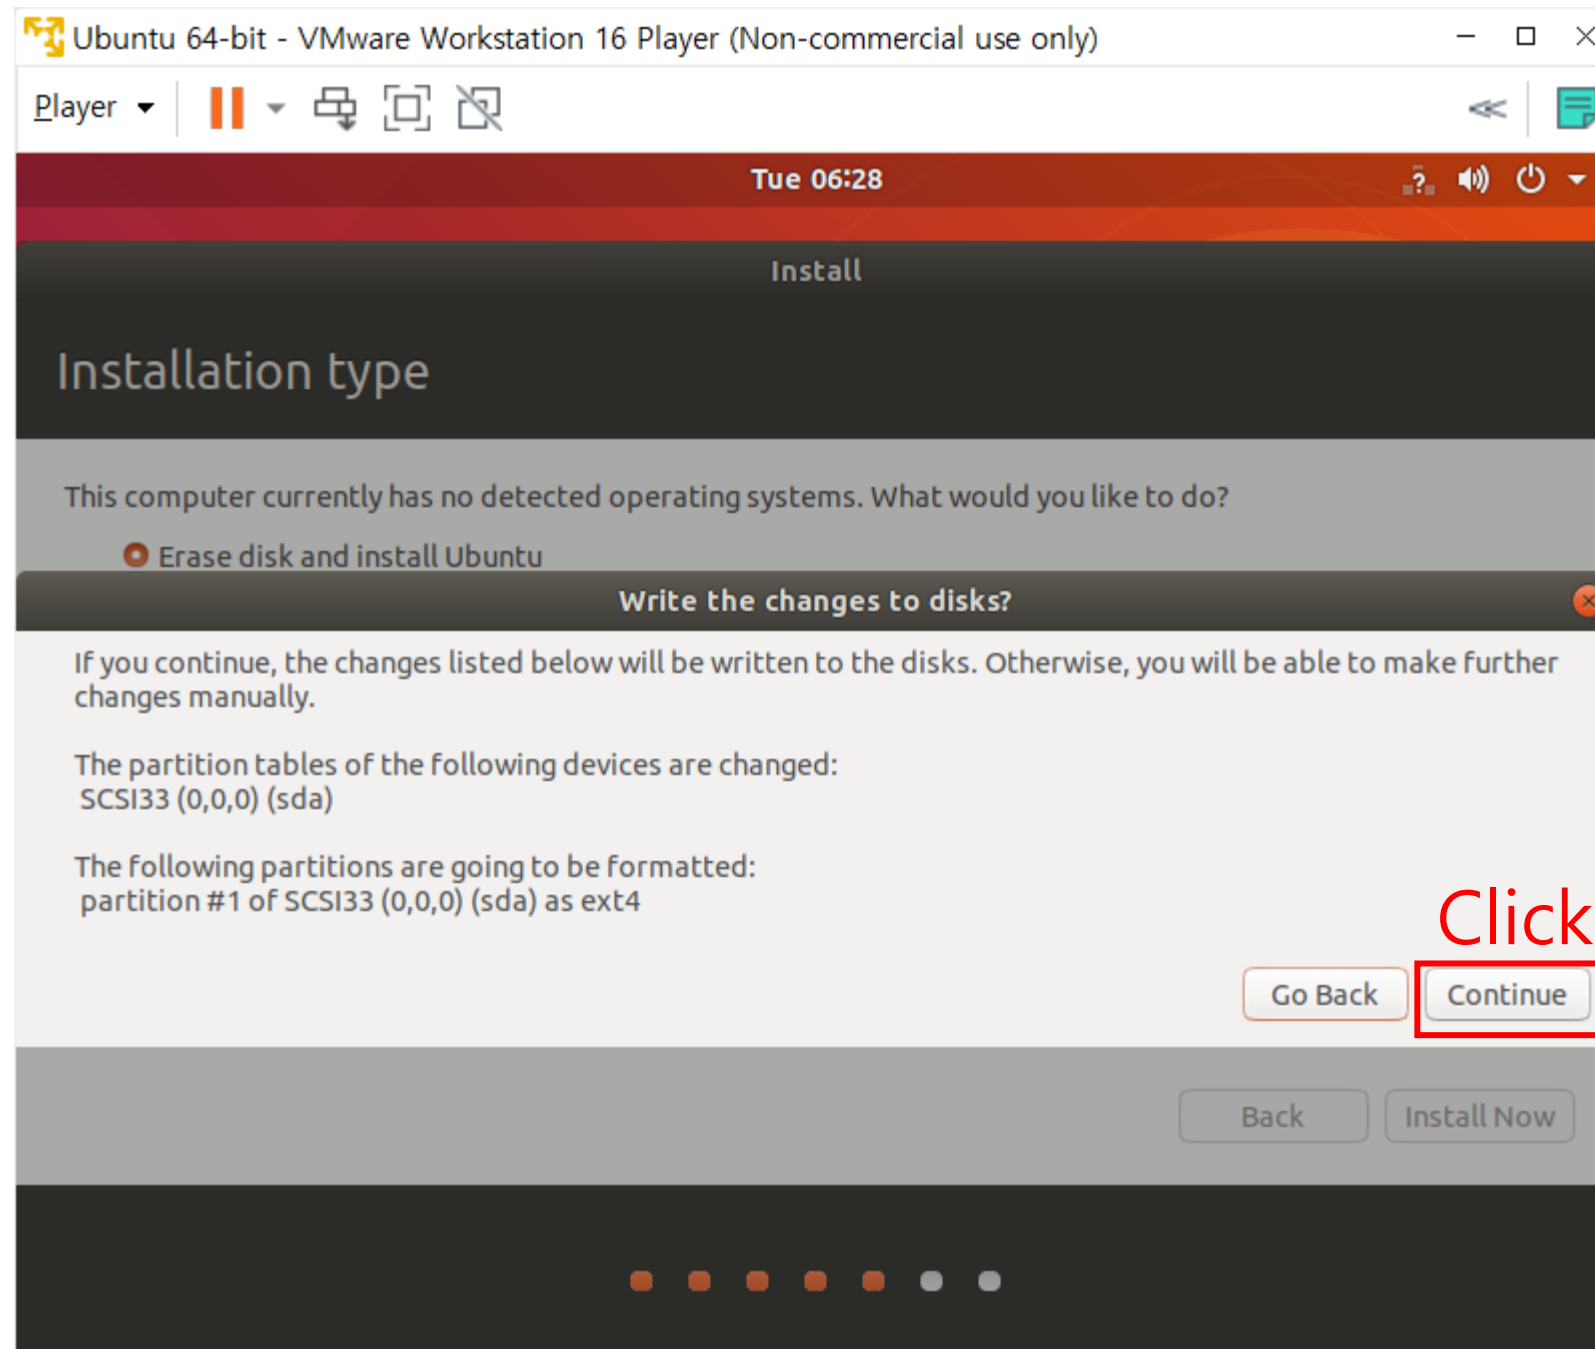 Ubuntu 64-bit - VMware Workstation 16 Player (Non-commercial use only)
Player
Tue 06:28
?
Install
Installation type
This computer currently has no detected operating systems. What would you like to do?
Erase disk and install Ubuntu
Write the changes to disks?
If you continue, the changes listed below will be written to the disks. Otherwise, you will be able to make further
changes manually.
The partition tables of the following devices are changed:
SCSI33 (0,0,0) (sda)
The following partitions are going to be formatted:
partition #1 of SCSI33 (0,0,0) (sda) as ext4
Click
Go Back Continue
Back Install Now